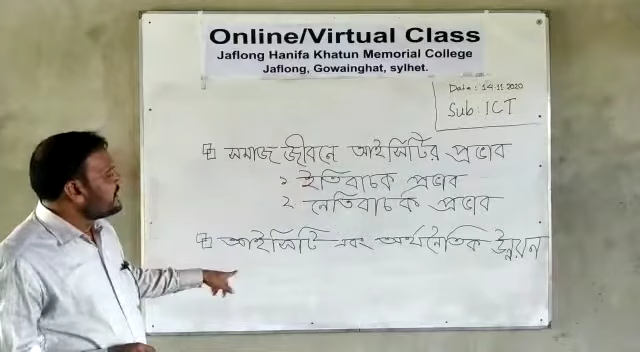 Online/Virtual Class
Jaflong Hanifa Khatun Memorial College
Jaflong, Gowainghat, sylhet.
Date: 14.11.2020
Sub: ICT
সমাজ জীবনে আইসিটির প্রভাব
১ ইতিবাচক প্রভাব
২ নেতিবাচক প্রভাব
আইসিটি এবং অর্থনৈতিক উন্নয়ন